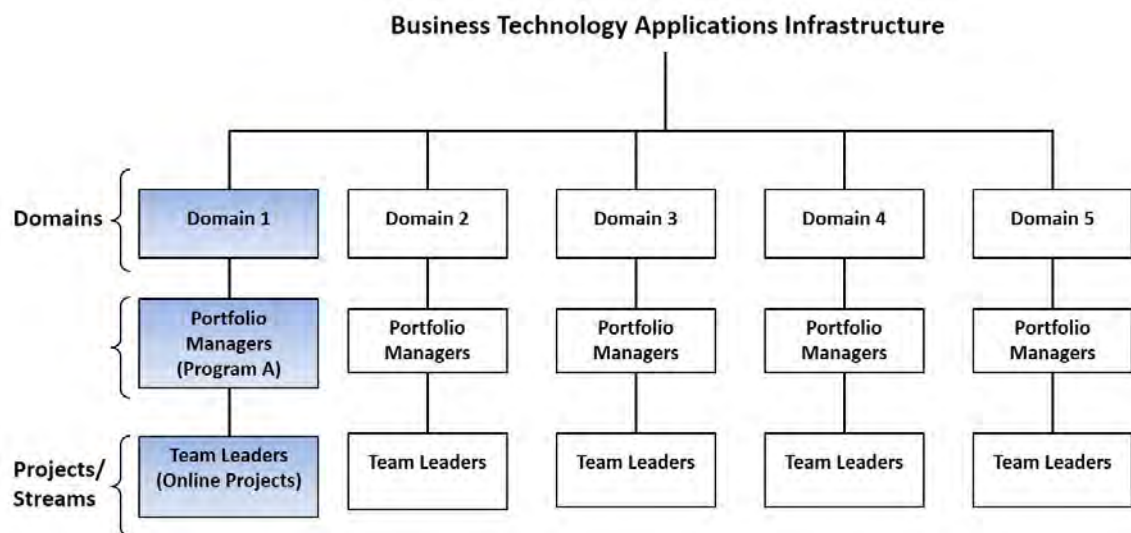 Business Technology Applications Infrastructure
Domains
Domain 1
Domain 2
Domain 3
Domain 4
Domain 5
Portfolio
Managers
(Program A)
Portfolio
Managers
Portfolio
Managers
Portfolio
Managers
Portfolio
Managers
Projects/
Streams
Team Leaders
(Online Projects)
Team Leaders
Team Leaders
Team Leaders
Team Leaders